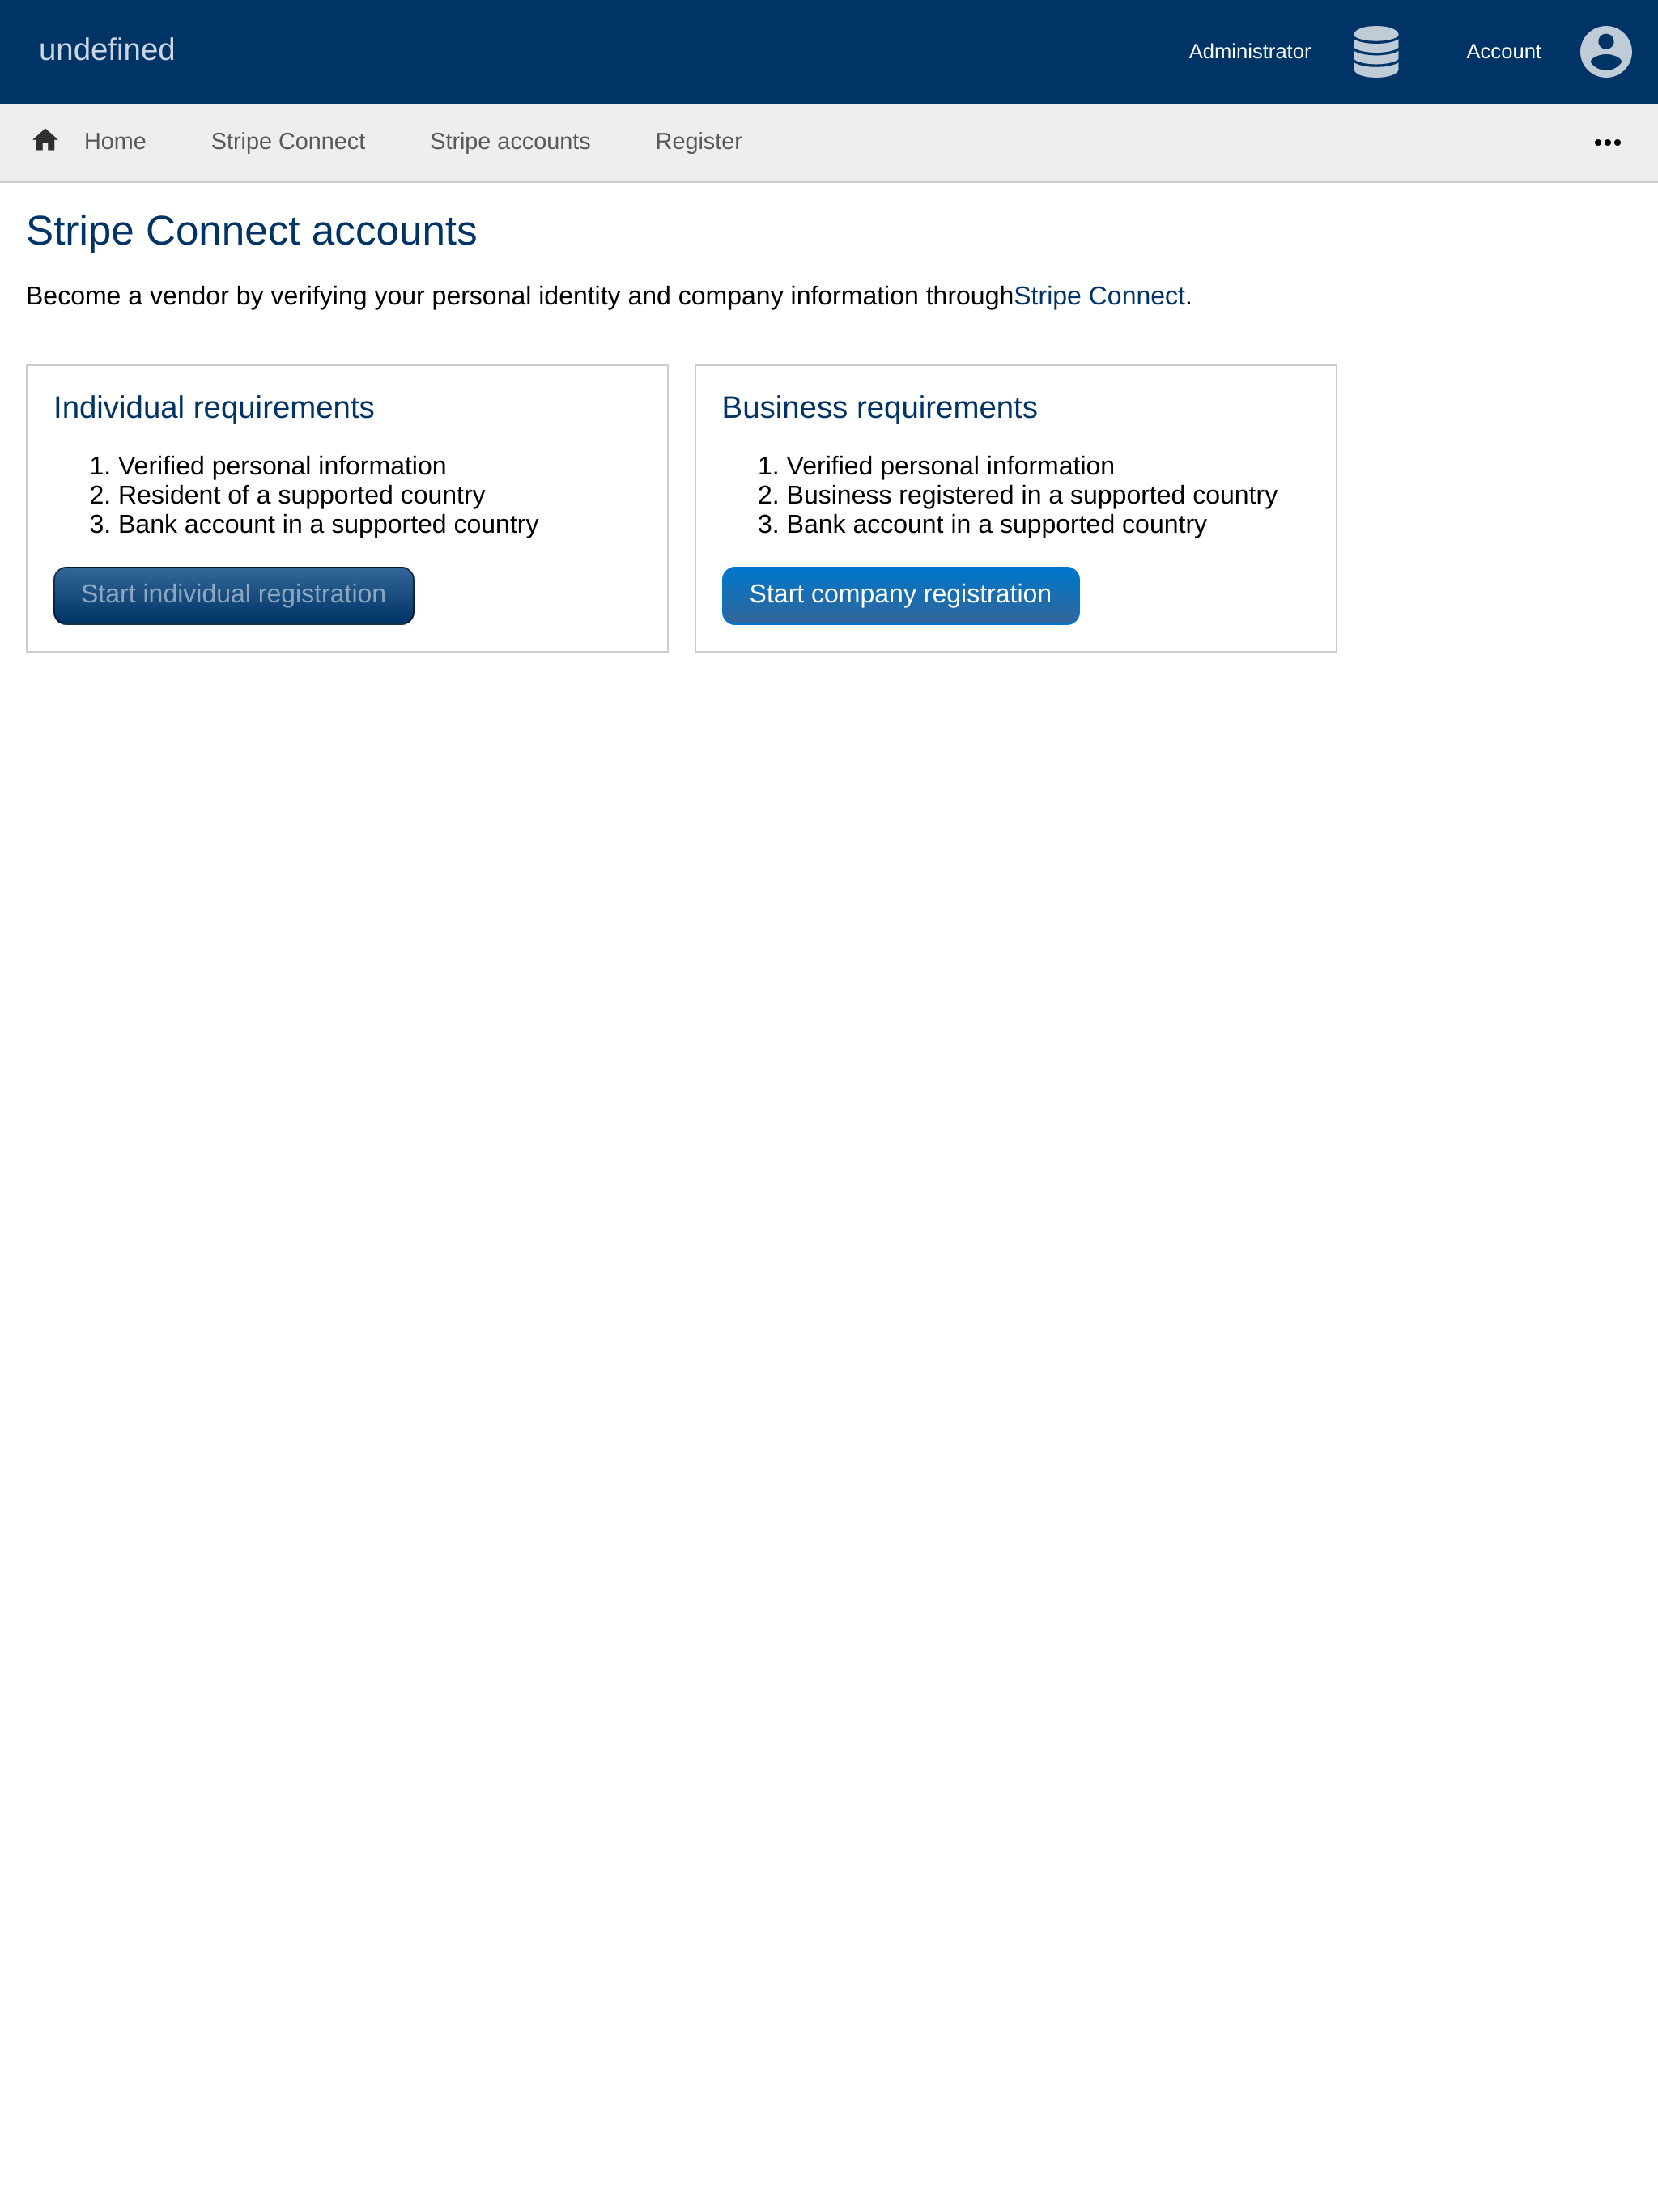 undefined
Administrator
Account
Home
Stripe Connect
Stripe accounts
Register
Stripe Connect accounts
Become a vendor by verifying your personal identity and company information throughStripe Connect.
Individual requirements
1. Verified personal information
2. Resident of a supported country
3. Bank account in a supported country
Start individual registration
Business requirements
1. Verified personal information
2. Business registered in a supported country
3. Bank account in a supported country
Start company registration